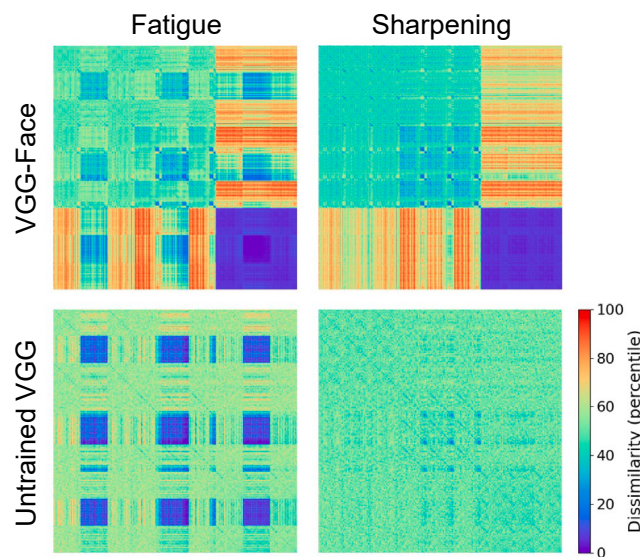 Fatigue
Sharpening
VGG-Face
Untrained VGG
100
80
60
40
20
0
Dissimilarity (percentile)